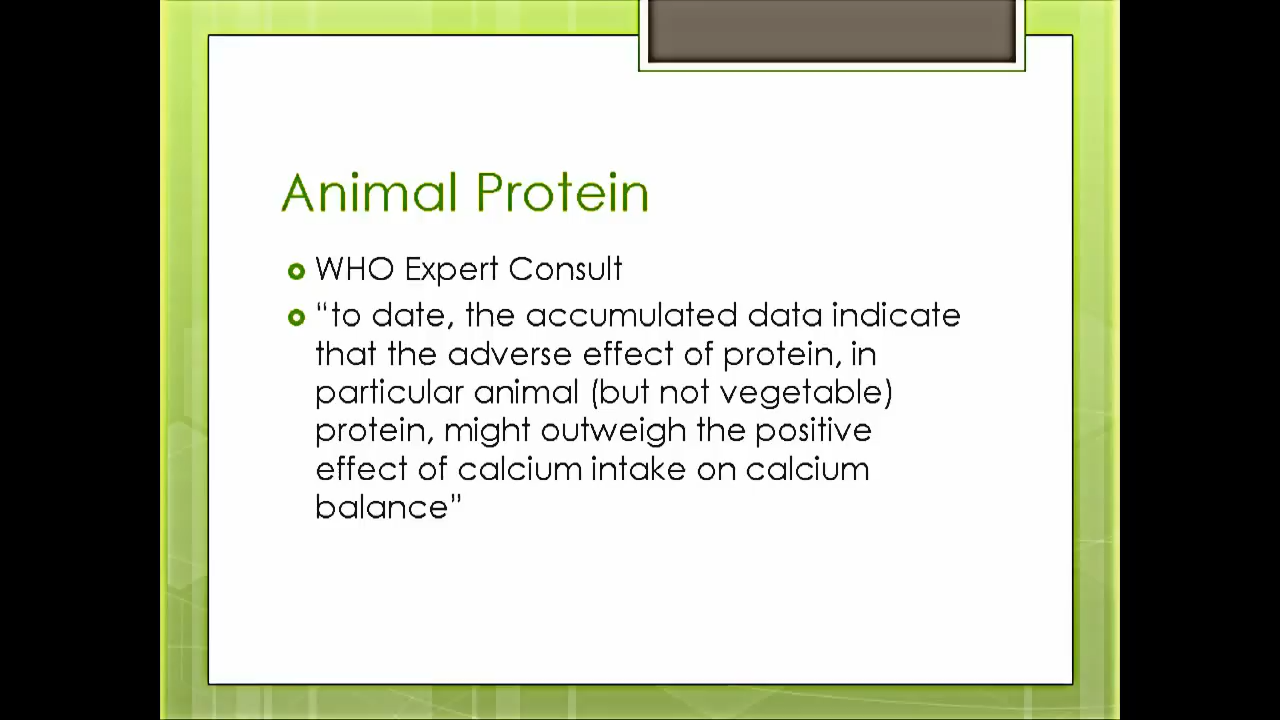 Animal Protein
WHO Expert Consult
“to date, the accumulated data indicate
that the adverse effect of protein, in
particular animal (but not vegetable)
protein, might outweigh the positive
effect of calcium intake on calcium
balance”